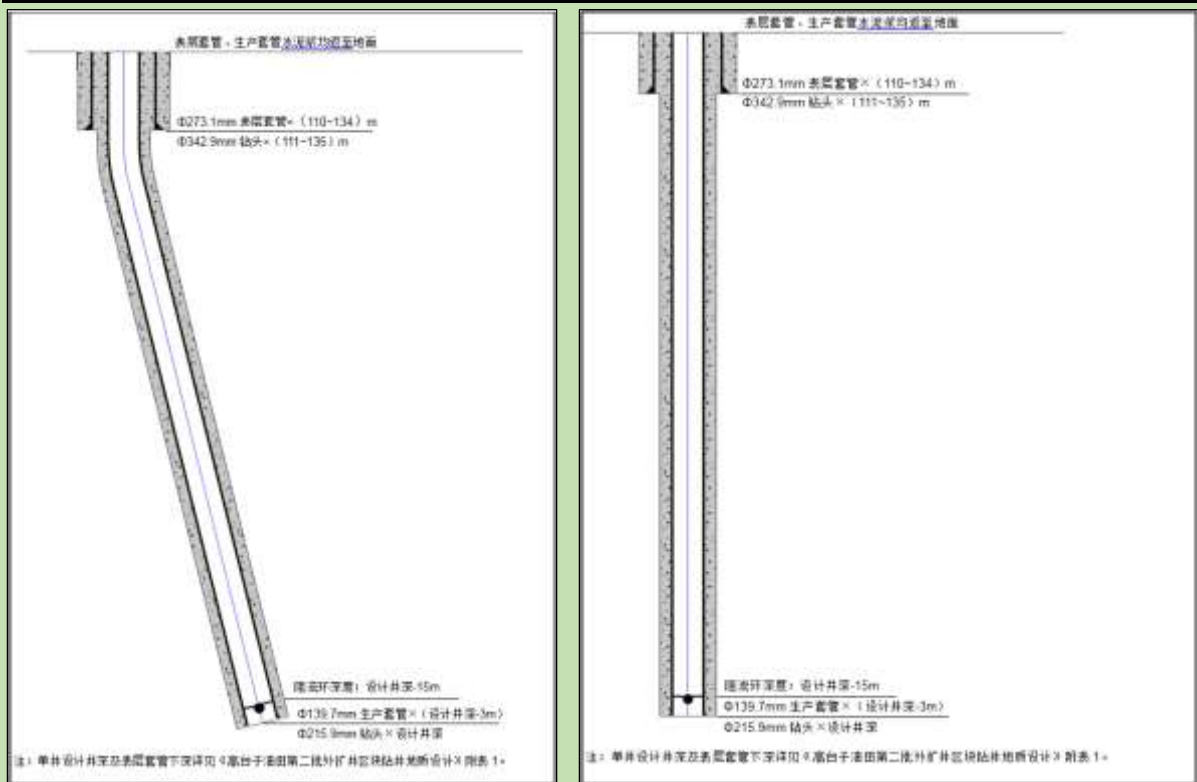 表层套管、生产套管水泥浆均返至地面
Φ273.1mm 表层套管×（110~134）m
Φ342.9mm 钻头×（111~135）m
阻流环深度：设计井深-15m
Φ139.7mm 生产套管×（设计井深-3m）
Φ215.9mm 钻头×设计井深
注：单井设计井深及表层套管下深详见《高台子油田第二批外扩井区块钻井地质设计》附表 1。
表层套管、生产套管水泥浆均返至地面
Φ273.1mm 表层套管×（110~134）m
Φ342.9mm 钻头×（111~135）m
阻流环深度：设计井深-15m
Φ139.7mm 生产套管×（设计井深-3m）
Φ215.9mm 钻头×设计井深
注：单井设计井深及表层套管下深详见《高台子油田第二批外扩井区块钻井地质设计》附表 1。